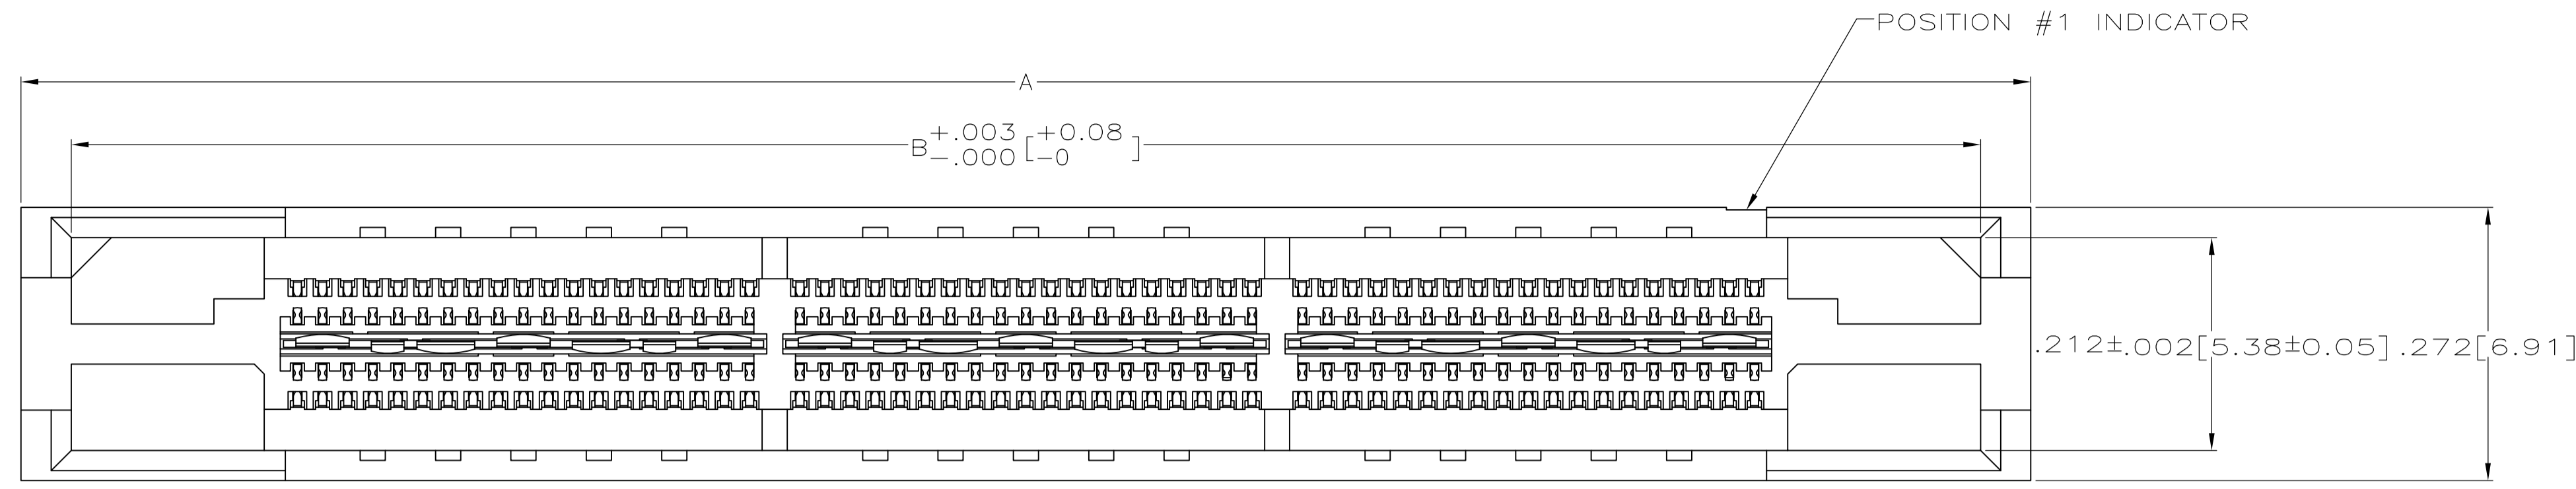 POSITION #1 INDICATOR
A
B +.003 [+0.08
-.000 [-0 ]
.212±.002[5.38±0.05] .272[6.91]